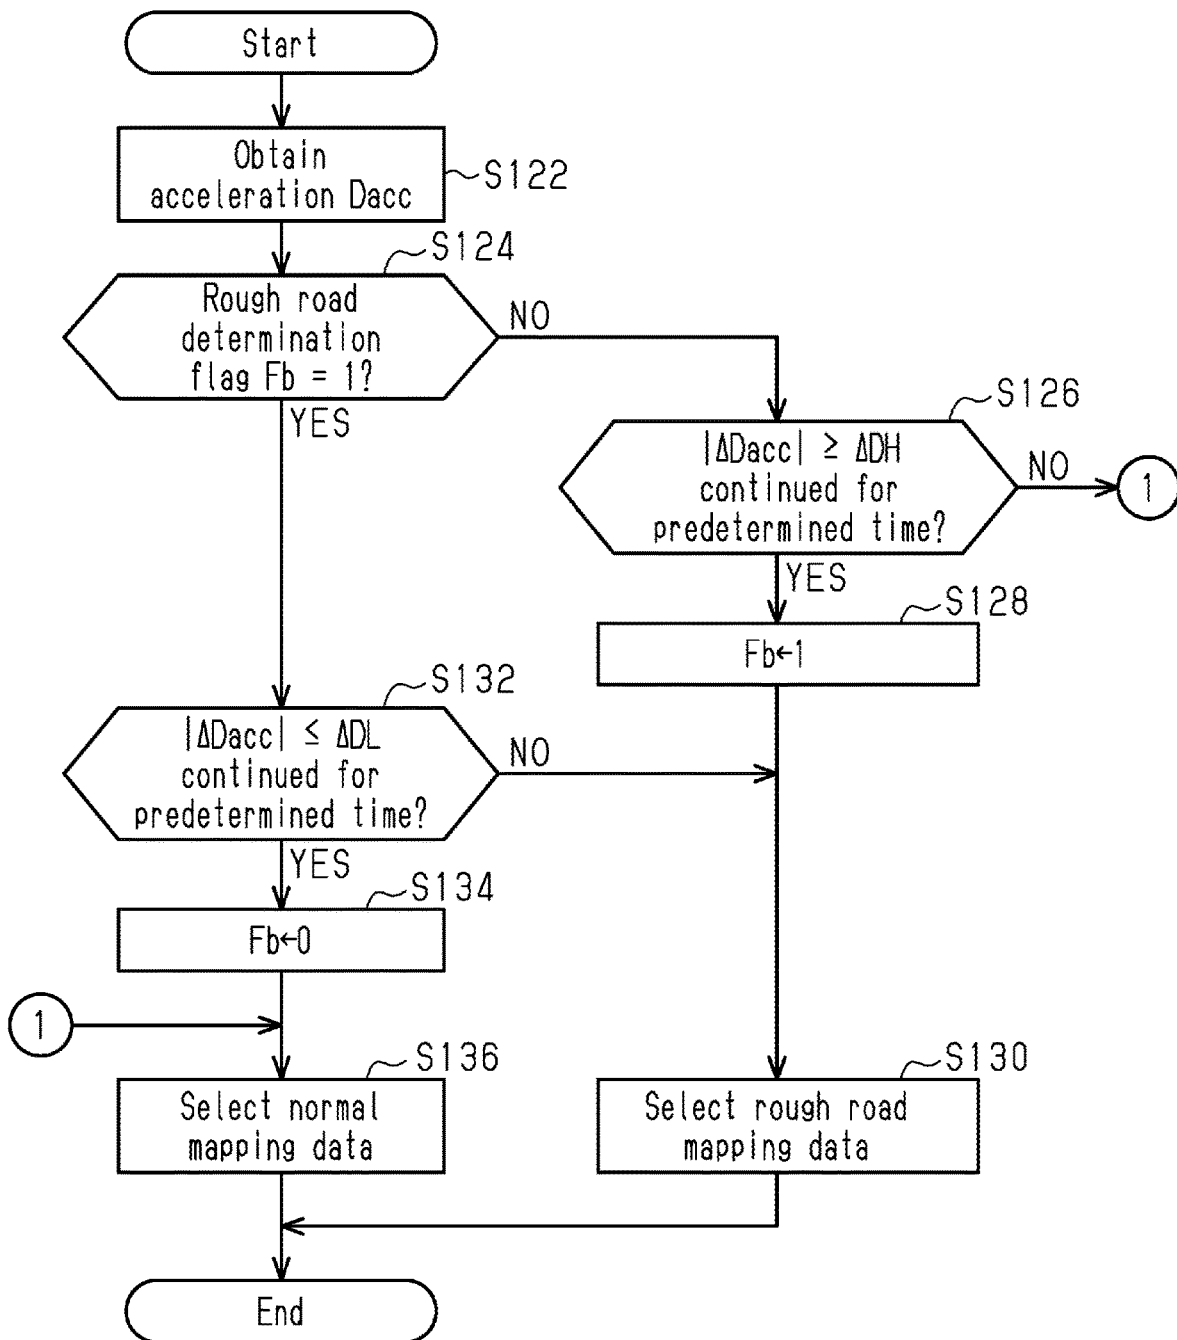 Start
Obtain
acceleration Dacc
S122
S124
Rough road
determination
flag Fb = 1?
NO
YES
S126
|ΔDacc| ≥ ΔDH
continued for
predetermined time?
NO
1
YES
S128
Fb←1
S132
|ΔDacc| ≤ ΔDL
continued for
predetermined time?
NO
YES
S134
Fb←0
1
S136
Select normal
mapping data
S130
Select rough road
mapping data
End